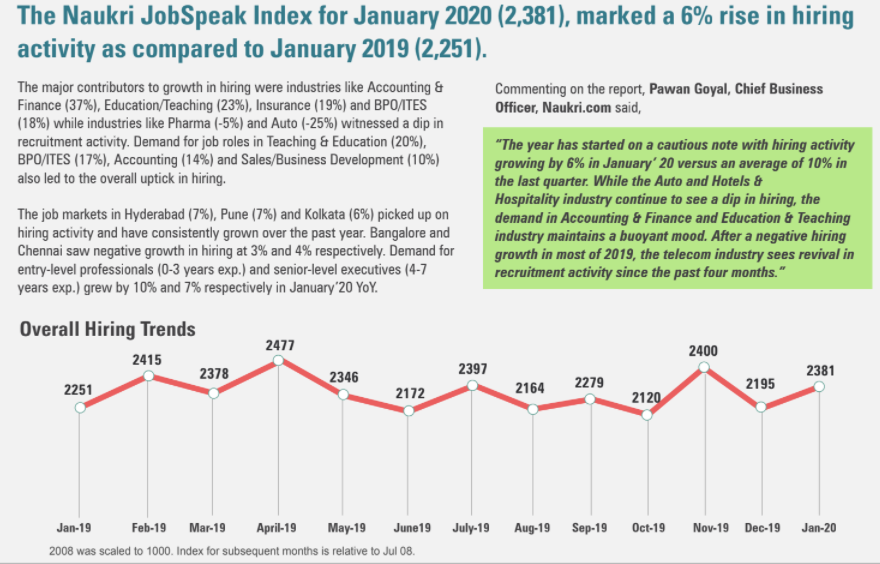 The Naukri JobSpeak Index for January 2020 (2,381), marked a 6% rise in hiring
activity as compared to January 2019 (2,251).
The major contributors to growth in hiring were industries like Accounting &
Finance (37%), Education/Teaching (23%), Insurance (19%) and BPO/ITES
(18%) while industries like Pharma (-5%) and Auto (-25%) witnessed a dip in
recruitment activity. Demand for job roles in Teaching & Education (20%),
BPO/ITES (17%), Accounting (14%) and Sales/Business Development (10%)
also led to the overall uptick in hiring.
The job markets in Hyderabad (7%), Pune (7%) and Kolkata (6%) picked up on
hiring activity and have consistently grown over the past year. Bangalore and
Chennai saw negative growth in hiring at 3% and 4% respectively. Demand for
entry-level professionals (0-3 years exp.) and senior-level executives (4-7
years exp.) grew by 10% and 7% respectively in January'20 YoY.
Commenting on the report, Pawan Goyal, Chief Business
Officer, Naukri.com said,
"The year has started on a cautious note with hiring activity
growing by 6% in January' 20 versus an average of 10% in
the last quarter. While the Auto and Hotels &
Hospitality industry continue to see a dip in hiring, the
demand in Accounting & Finance and Education & Teaching
industry maintains a buoyant mood. After a negative hiring
growth in most of 2019, the telecom industry sees revival in
recruitment activity since the past four months."
Overall Hiring Trends
2251 2415 2378 2477 2346 2172 2397 2164 2279 2120 2400 2195 2381
Jan-19 Feb-19 Mar-19 April-19 May-19 June19 July-19 Aug-19 Sep-19 Oct-19 Nov-19 Dec-19 Jan-20
2008 was scaled to 1000. Index for subsequent months is relative to Jul 08.